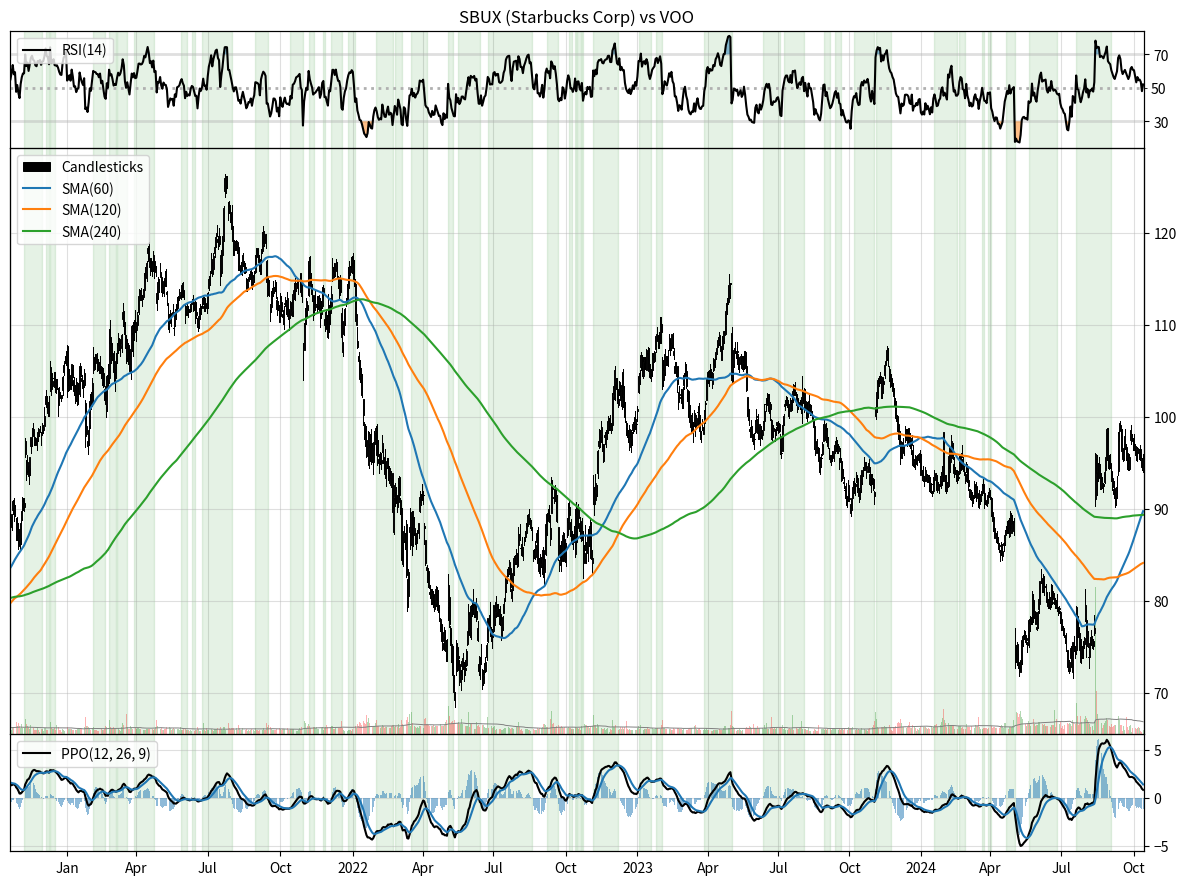 SBUX (Starbucks Corp) vs VOO
RSI(14)
70
50
30
Candlesticks
SMA(60)
SMA(120)
SMA(240)
120
110
100
90
80
70
PPO(12, 26, 9)
5
0
−5
Jan Apr Jul Oct 2022 Apr Jul Oct 2023 Apr Jul Oct 2024 Apr Jul Oct